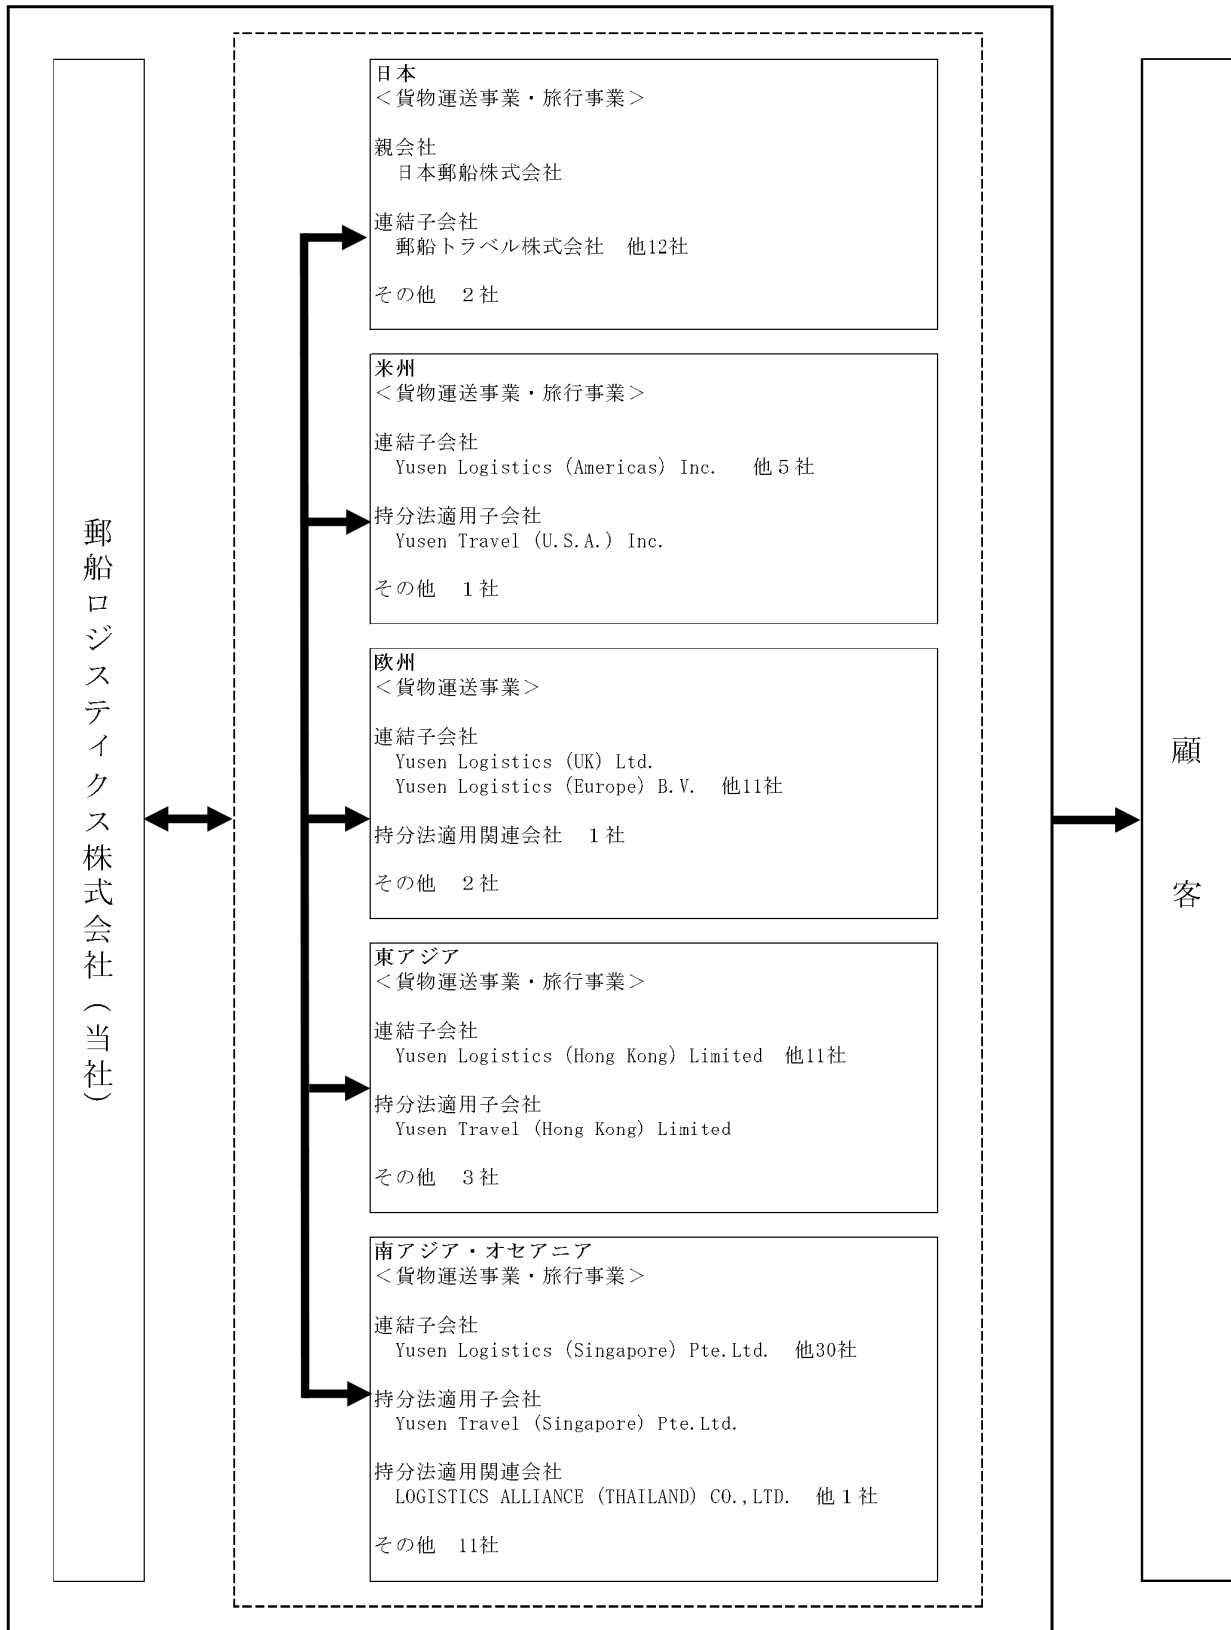 郵船ロジスティクス株式会社（当社）
日本
＜貨物運送事業・旅行事業＞
親会社
日本郵船株式会社
連結子会社
郵船トラベル株式会社　他12社
その他　２社
米州
＜貨物運送事業・旅行事業＞
連結子会社
Yusen Logistics (Americas) Inc.　他５社
持分法適用子会社
Yusen Travel (U.S.A.) Inc.
その他　１社
欧州
＜貨物運送事業＞
連結子会社
Yusen Logistics (UK) Ltd.
Yusen Logistics (Europe) B.V.　他11社
持分法適用関連会社　１社
その他　２社
東アジア
＜貨物運送事業・旅行事業＞
連結子会社
Yusen Logistics (Hong Kong) Limited　他11社
持分法適用子会社
Yusen Travel (Hong Kong) Limited
その他　３社
南アジア・オセアニア
＜貨物運送事業・旅行事業＞
連結子会社
Yusen Logistics (Singapore) Pte.Ltd.　他30社
持分法適用子会社
Yusen Travel (Singapore) Pte.Ltd.
持分法適用関連会社
LOGISTICS ALLIANCE (THAILAND) CO.,LTD.　他１社
その他　11社
顧客